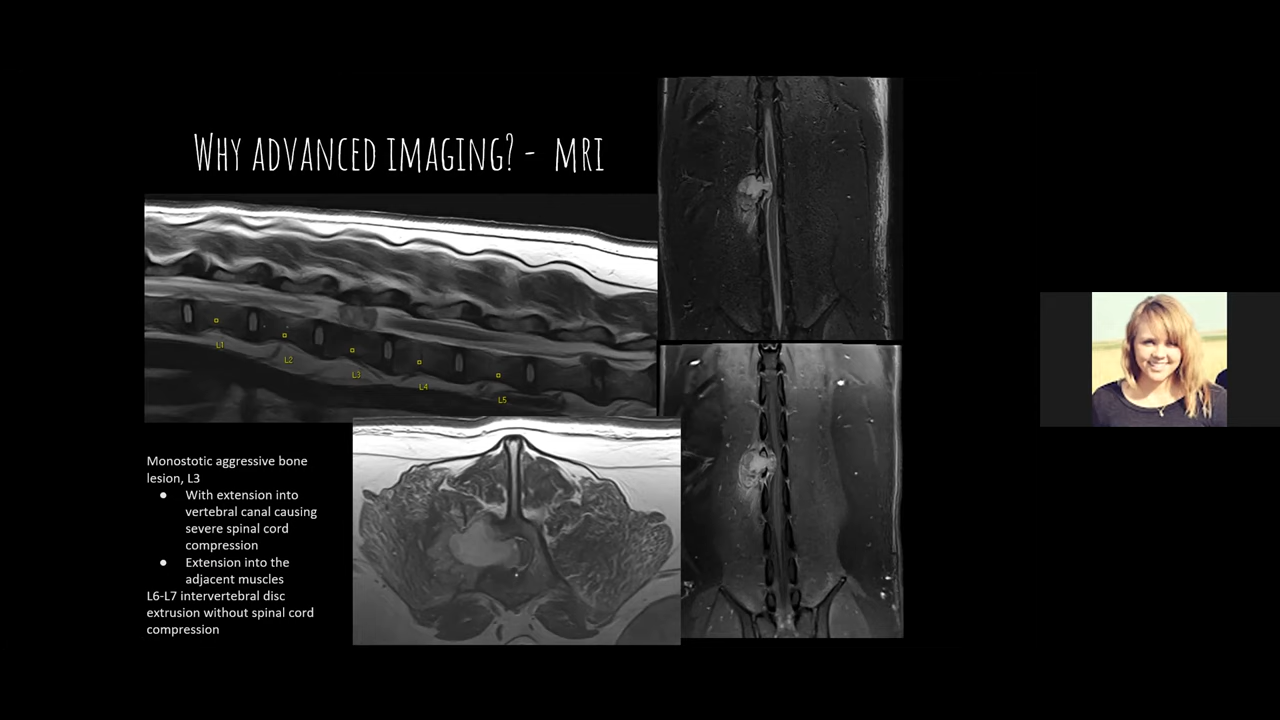 WHY ADVANCED IMAGING? - MRI
L1
L2
L3
L4
L5
Monostotic aggressive bone
lesion, L3
● With extension into
vertebral canal causing
severe spinal cord
compression
● Extension into the
adjacent muscles
L6-L7 intervertebral disc
extrusion without spinal cord
compression